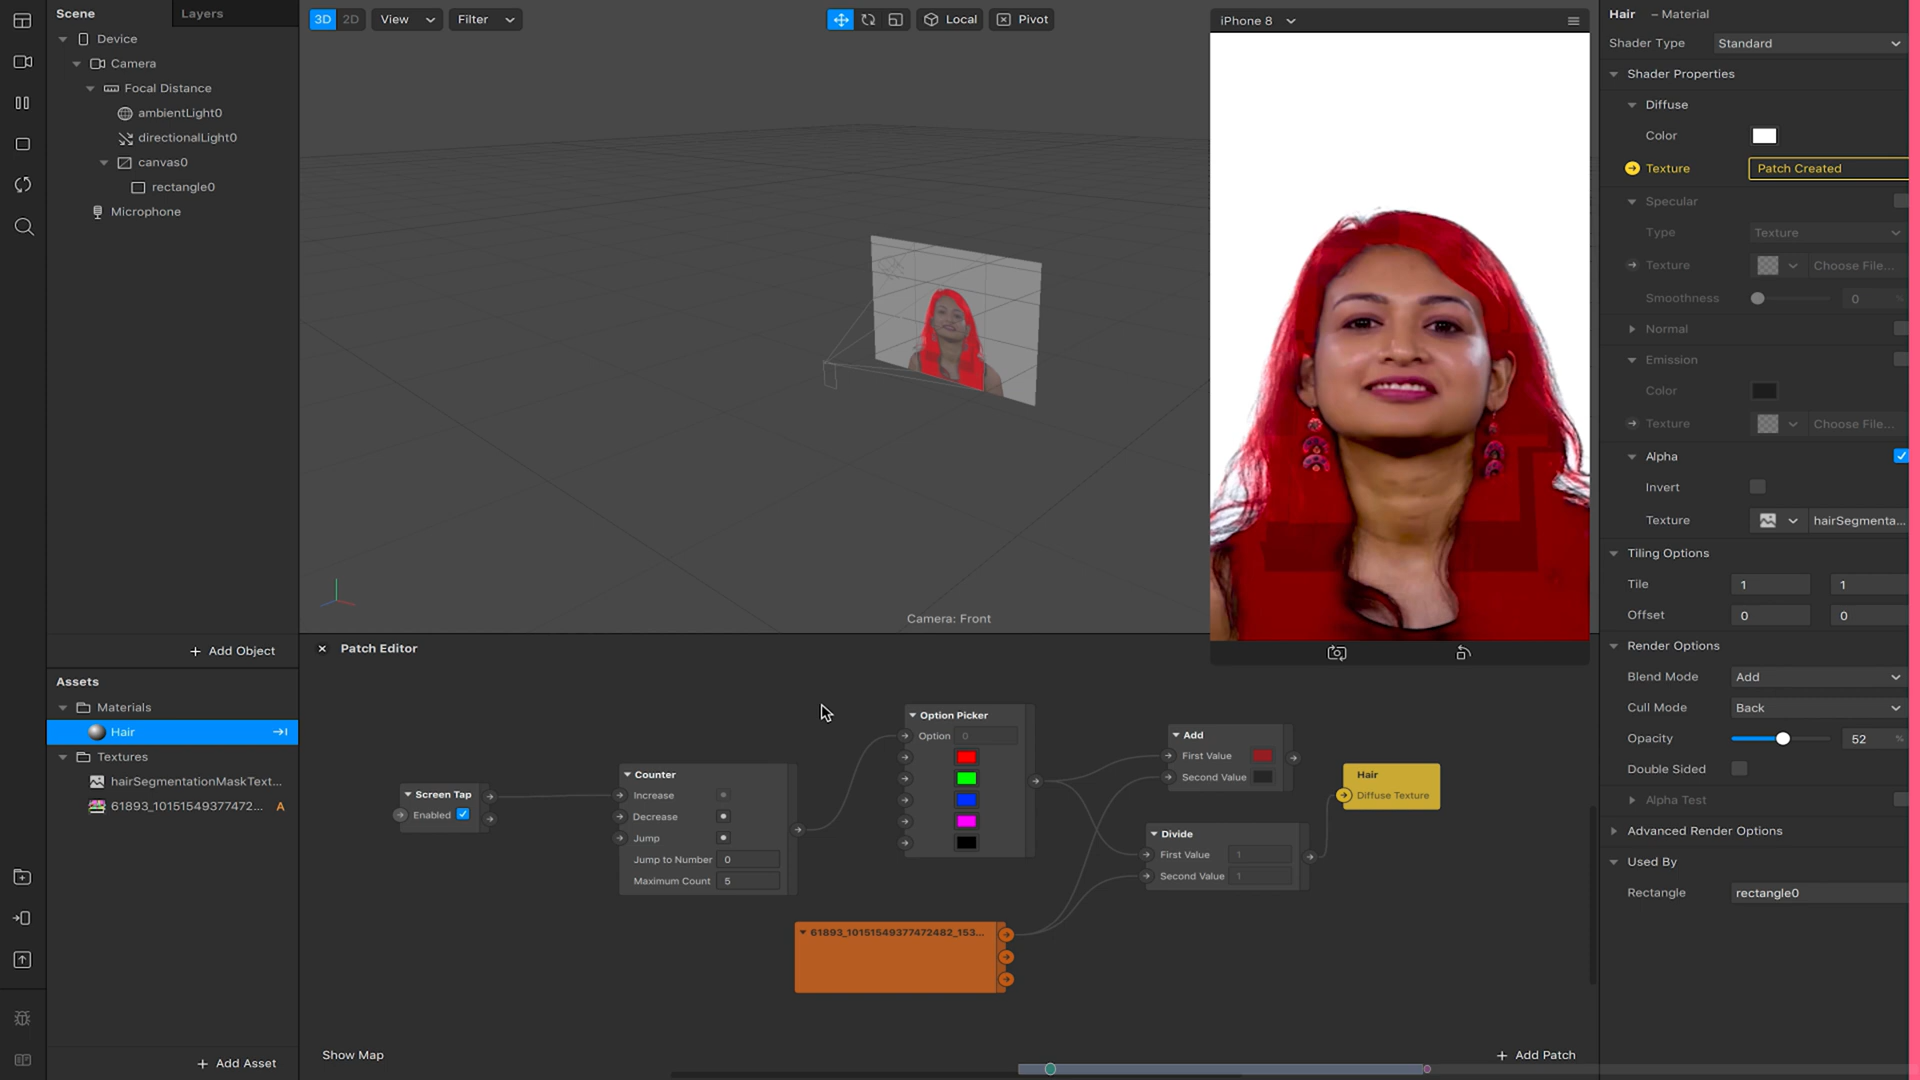 Scene
Layers
Device
Camera
Focal Distance
ambientLight0
directionalLight0
canvas0
rectangle0
Microphone
+ Add Object
Assets
Materials
Hair
Textures
hairSegmentationMaskText...
61893_10151549377472... A
+ Add Asset
3D 2D View Filter
Local Pivot
iPhone 8
Camera: Front
Patch Editor
Screen Tap
Enabled
Counter
Increase
Decrease
Jump
Jump to Number 0
Maximum Count 5
Option Picker
Option 0
Add
First Value
Second Value
Divide
First Value 1
Second Value 1
Hair
Diffuse Texture
61893_10151549377472482_153...
Show Map
+ Add Patch
Hair – Material
Shader Type Standard
Shader Properties
Diffuse
Color
Texture Patch Created
Specular
Type Texture
Texture Choose File...
Smoothness 0 %
Normal
Emission
Color
Texture Choose File...
Alpha
Invert
Texture hairSegmenta...
Tiling Options
Tile 1 1
Offset 0 0
Render Options
Blend Mode Add
Cull Mode Back
Opacity 52 %
Double Sided
Alpha Test
Advanced Render Options
Used By
Rectangle rectangle0